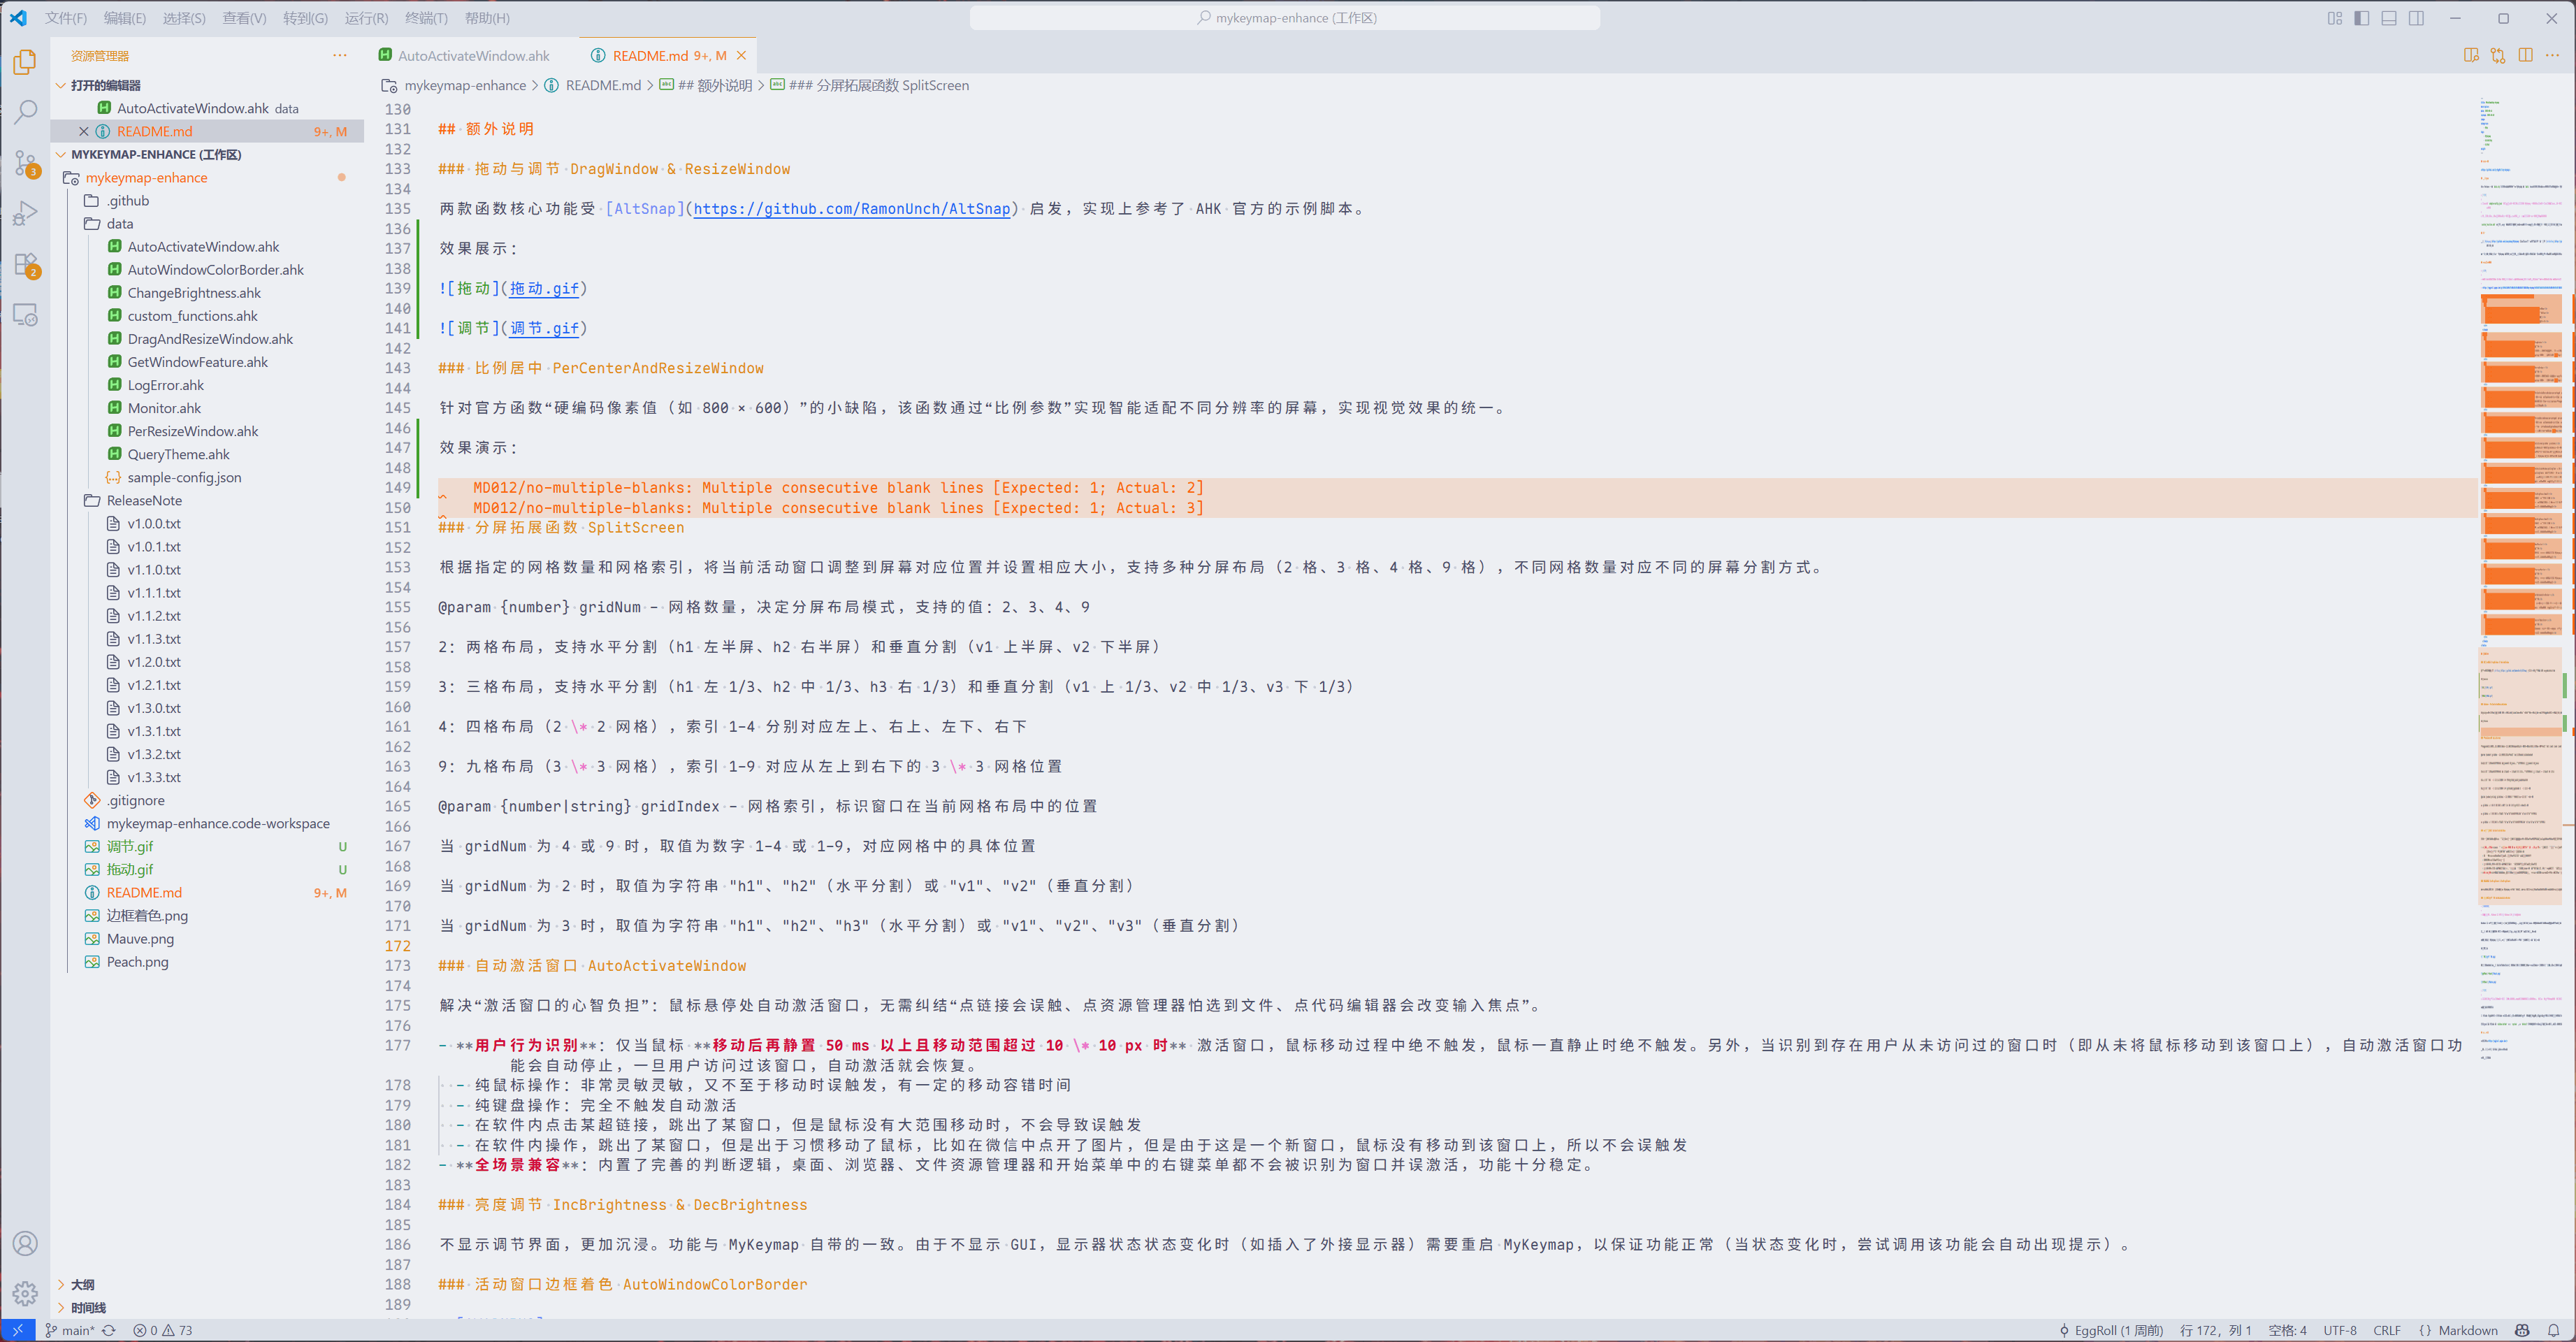 文件(F) 编辑(E) 选择(S) 查看(V) 转到(G) 运行(R) 终端(T) 帮助(H)
mykeymap-enhance (工作区)
资源管理器
打开的编辑器
AutoActivateWindow.ahk data
README.md 9+, M
MYKEYMAP-ENHANCE (工作区)
mykeymap-enhance
.github
data
AutoActivateWindow.ahk
AutoWindowColorBorder.ahk
ChangeBrightness.ahk
custom_functions.ahk
DragAndResizeWindow.ahk
GetWindowFeature.ahk
LogError.ahk
Monitor.ahk
PerResizeWindow.ahk
QueryTheme.ahk
sample-config.json
ReleaseNote
v1.0.0.txt
v1.0.1.txt
v1.1.0.txt
v1.1.1.txt
v1.1.2.txt
v1.1.3.txt
v1.2.0.txt
v1.2.1.txt
v1.3.0.txt
v1.3.1.txt
v1.3.2.txt
v1.3.3.txt
.gitignore
mykeymap-enhance.code-workspace
调节.gif U
拖动.gif U
README.md 9+, M
边框着色.png
Mauve.png
Peach.png
大纲
时间线
3
2
AutoActivateWindow.ahk
README.md 9+, M
mykeymap-enhance > README.md > ## 额外说明 > ### 分屏拓展函数 SplitScreen
130
131 ## 额外说明
132
133 ### 拖动与调节 DragWindow & ResizeWindow
134
135 两款函数核心功能受 [AltSnap](https://github.com/RamonUnch/AltSnap) 启发，实现上参考了 AHK 官方的示例脚本。
136
137 效果展示：
138
139 ![拖动](拖动.gif)
140
141 ![调节](调节.gif)
142
143 ### 比例居中 PerCenterAndResizeWindow
144
145 针对官方函数“硬编码像素值（如 800 × 600）”的小缺陷，该函数通过“比例参数”实现智能适配不同分辨率的屏幕，实现视觉效果的统一。
146
147 效果演示：
148
149 MD012/no-multiple-blanks: Multiple consecutive blank lines [Expected: 1; Actual: 2]
150 MD012/no-multiple-blanks: Multiple consecutive blank lines [Expected: 1; Actual: 3]
151 ### 分屏拓展函数 SplitScreen
152
153 根据指定的网格数量和网格索引，将当前活动窗口调整到屏幕对应位置并设置相应大小，支持多种分屏布局（2 格、3 格、4 格、9 格），不同网格数量对应不同的屏幕分割方式。
154
155 @param {number} gridNum - 网格数量，决定分屏布局模式，支持的值：2、3、4、9
156
157 2: 两格布局，支持水平分割（h1 左半屏、h2 右半屏）和垂直分割（v1 上半屏、v2 下半屏）
158
159 3: 三格布局，支持水平分割（h1 左 1/3、h2 中 1/3、h3 右 1/3）和垂直分割（v1 上 1/3、v2 中 1/3、v3 下 1/3）
160
161 4: 四格布局（2 \* 2 网格），索引 1-4 分别对应左上、右上、左下、右下
162
163 9: 九格布局（3 \* 3 网格），索引 1-9 对应从左上到右下的 3 \* 3 网格位置
164
165 @param {number|string} gridIndex - 网格索引，标识窗口在当前网格布局中的位置
166
167 当 gridNum 为 4 或 9 时，取值为数字 1-4 或 1-9，对应网格中的具体位置
168
169 当 gridNum 为 2 时，取值为字符串 "h1"、"h2"（水平分割）或 "v1"、"v2"（垂直分割）
170
171 当 gridNum 为 3 时，取值为字符串 "h1"、"h2"、"h3"（水平分割）或 "v1"、"v2"、"v3"（垂直分割）
172
173 ### 自动激活窗口 AutoActivateWindow
174
175 解决“激活窗口的心智负担”：鼠标悬停处自动激活窗口，无需纠结“点链接会误触、点资源管理器怕选到文件、点代码编辑器会改变输入焦点”。
176
177 - **用户行为识别**：仅当鼠标 **移动后再静置 50 ms 以上且移动范围超过 10 \* 10 px 时** 激活窗口，鼠标移动过程中绝不触发，鼠标一直静止时绝不触发。另外，当识别到存在用户从未访问过的窗口时（即从未将鼠标移动到该窗口上），自动激活窗口功
能会自动停止，一旦用户访问过该窗口，自动激活就会恢复。
178 - 纯鼠标操作：非常灵敏灵敏，又不至于移动时误触发，有一定的移动容错时间
179 - 纯键盘操作：完全不触发自动激活
180 - 在软件内点击某超链接，跳出了某窗口，但是鼠标没有大范围移动时，不会导致误触发
181 - 在软件内操作，跳出了某窗口，但是出于习惯移动了鼠标，比如在微信中点开了图片，但是由于这是一个新窗口，鼠标没有移动到该窗口上，所以不会误触发
182 - **全场景兼容**：内置了完善的判断逻辑，桌面、浏览器、文件资源管理器和开始菜单中的右键菜单都不会被识别为窗口并误激活，功能十分稳定。
183
184 ### 亮度调节 IncBrightness & DecBrightness
185
186 不显示调节界面，更加沉浸。功能与 MyKeymap 自带的一致。由于不显示 GUI，显示器状态状态变化时（如插入了外接显示器）需要重启 MyKeymap，以保证功能正常（当状态变化时，尝试调用该功能会自动出现提示）。
187
188 ### 活动窗口边框着色 AutoWindowColorBorder
189
main* 0 73
EggRoll (1 周前) 行 172，列 1 空格: 4 UTF-8 CRLF {} Markdown